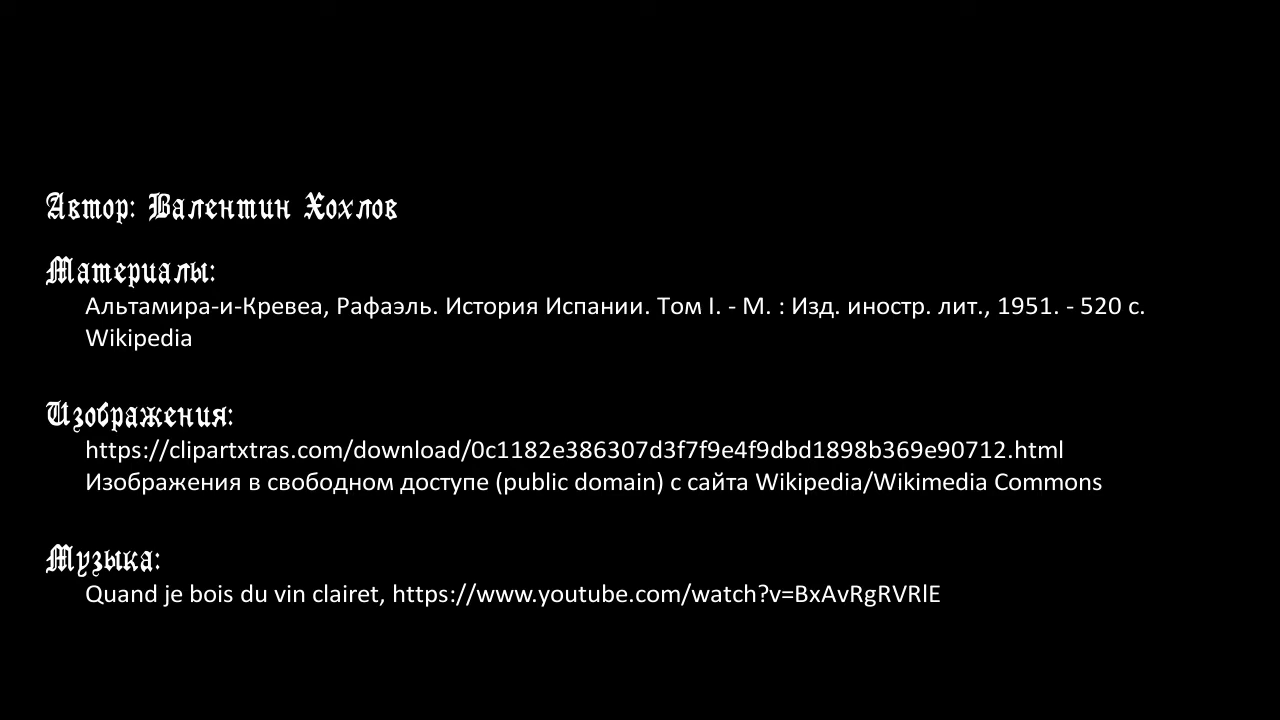 Автор: Валентин Хохлов
Материалы:
Альтамира-и-Кревеа, Рафаэль. История Испании. Том I. - М. : Изд. иностр. лит., 1951. - 520 с.
Wikipedia
Изображения:
https://clipartxtras.com/download/0c1182e386307d3f7f9e4f9dbd1898b369e90712.html
Изображения в свободном доступе (public domain) с сайта Wikipedia/Wikimedia Commons
Музыка:
Quand je bois du vin clairet, https://www.youtube.com/watch?v=BxAvRgRVRlE